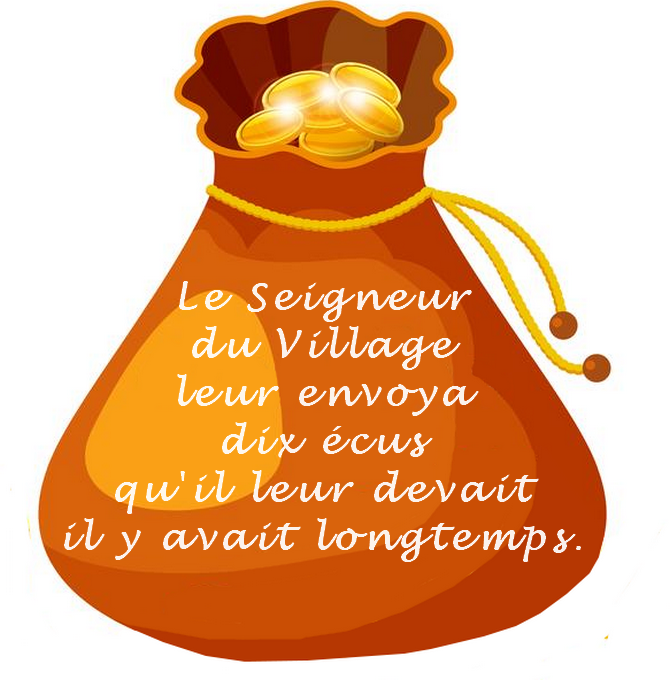 Le Seigneur
du Village
leur envoya
dix écus
qu'il leur devait
il y avait longtemps.